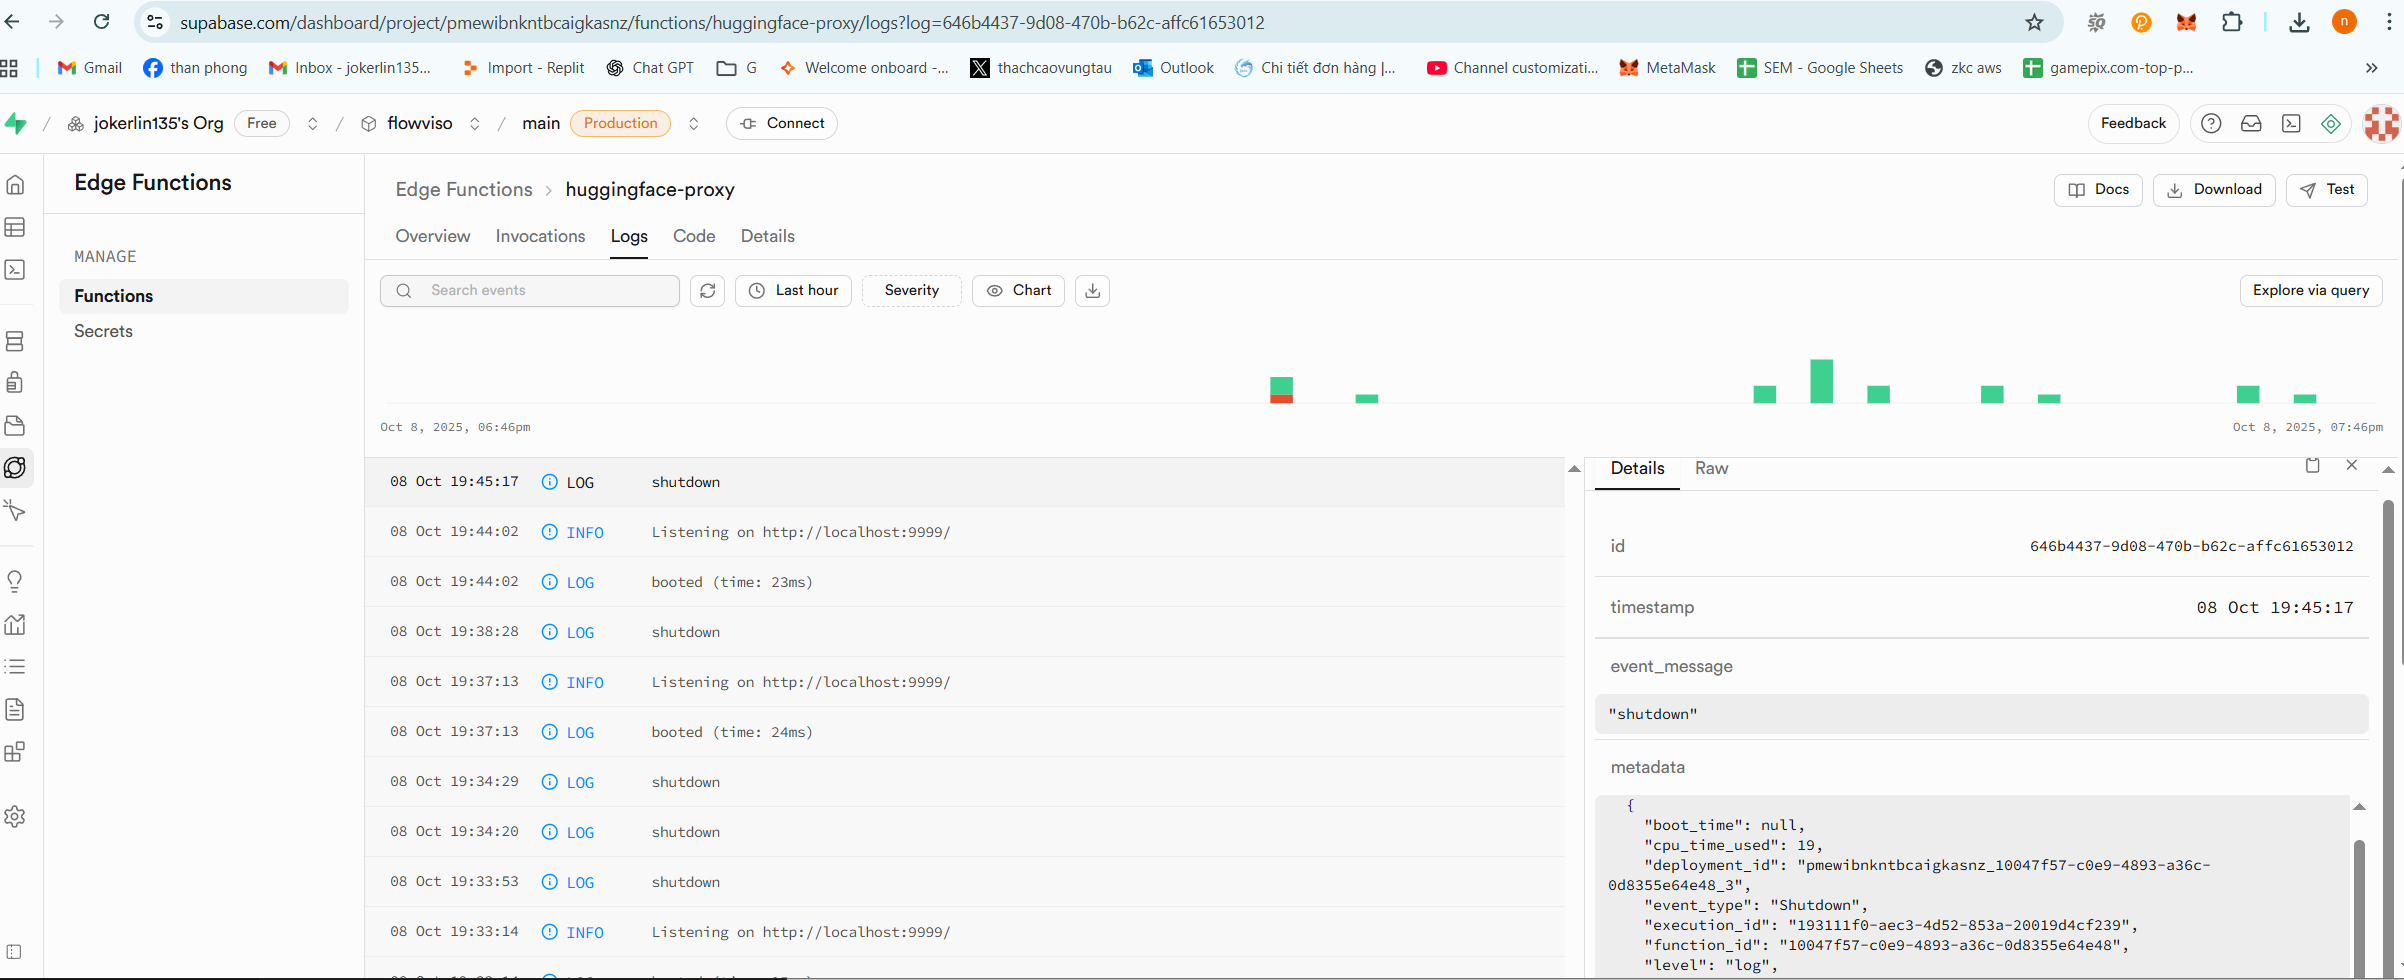 supabase.com/dashboard/project/pmewibnkntbcaigkasnz/functions/huggingface-proxy/logs?log=646b4437-9d08-470b-b62c-affc61653012
n
Gmail than phong Inbox - jokerlin135... Import - Replit Chat GPT G Welcome onboard -... thachcaovungtau Outlook Chi tiết đơn hàng |... Channel customizati... MetaMask SEM - Google Sheets zkc aws gamepix.com-top-p... »
/ jokerlin135's Org Free / flowviso / main Production Connect Feedback
Edge Functions
MANAGE
Functions
Secrets
Edge Functions > huggingface-proxy
Docs Download Test
Overview Invocations Logs Code Details
Search events Last hour Severity Chart Explore via query
Oct 8, 2025, 06:46pm Oct 8, 2025, 07:46pm
08 Oct 19:45:17 LOG shutdown
08 Oct 19:44:02 INFO Listening on http://localhost:9999/
08 Oct 19:44:02 LOG booted (time: 23ms)
08 Oct 19:38:28 LOG shutdown
08 Oct 19:37:13 INFO Listening on http://localhost:9999/
08 Oct 19:37:13 LOG booted (time: 24ms)
08 Oct 19:34:29 LOG shutdown
08 Oct 19:34:20 LOG shutdown
08 Oct 19:33:53 LOG shutdown
08 Oct 19:33:14 INFO Listening on http://localhost:9999/
Details Raw
id 646b4437-9d08-470b-b62c-affc61653012
timestamp 08 Oct 19:45:17
event_message
"shutdown"
metadata
{
"boot_time": null,
"cpu_time_used": 19,
"deployment_id": "pmewibnkntbcaigkasnz_10047f57-c0e9-4893-a36c-
0d8355e64e48_3",
"event_type": "Shutdown",
"execution_id": "193111f0-aec3-4d52-853a-20019d4cf239",
"function_id": "10047f57-c0e9-4893-a36c-0d8355e64e48",
"level": "log",